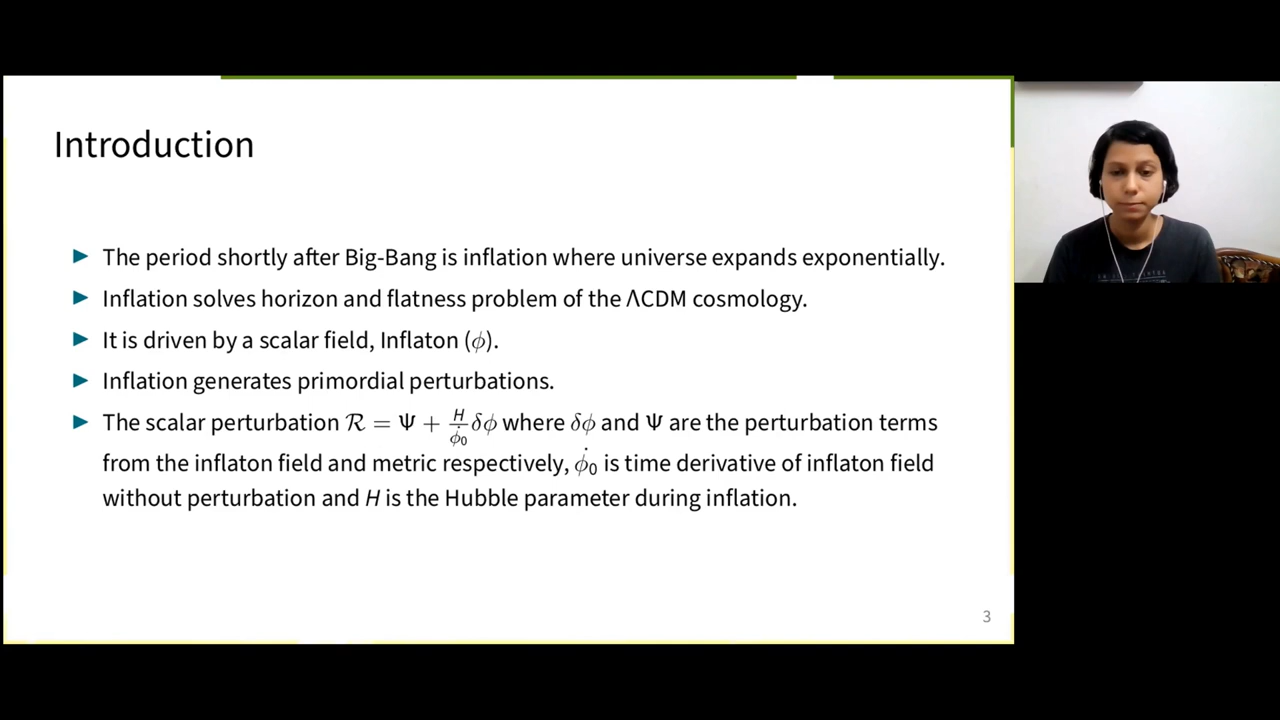 Introduction
► The period shortly after Big-Bang is inflation where universe expands exponentially.
► Inflation solves horizon and flatness problem of the ΛCDM cosmology.
► It is driven by a scalar field, Inflaton (ϕ).
► Inflation generates primordial perturbations.
► The scalar perturbation ℛ = Ψ + H/ϕ̇₀ δϕ where δϕ and Ψ are the perturbation terms
from the inflaton field and metric respectively, ϕ̇₀ is time derivative of inflaton field
without perturbation and H is the Hubble parameter during inflation.
3